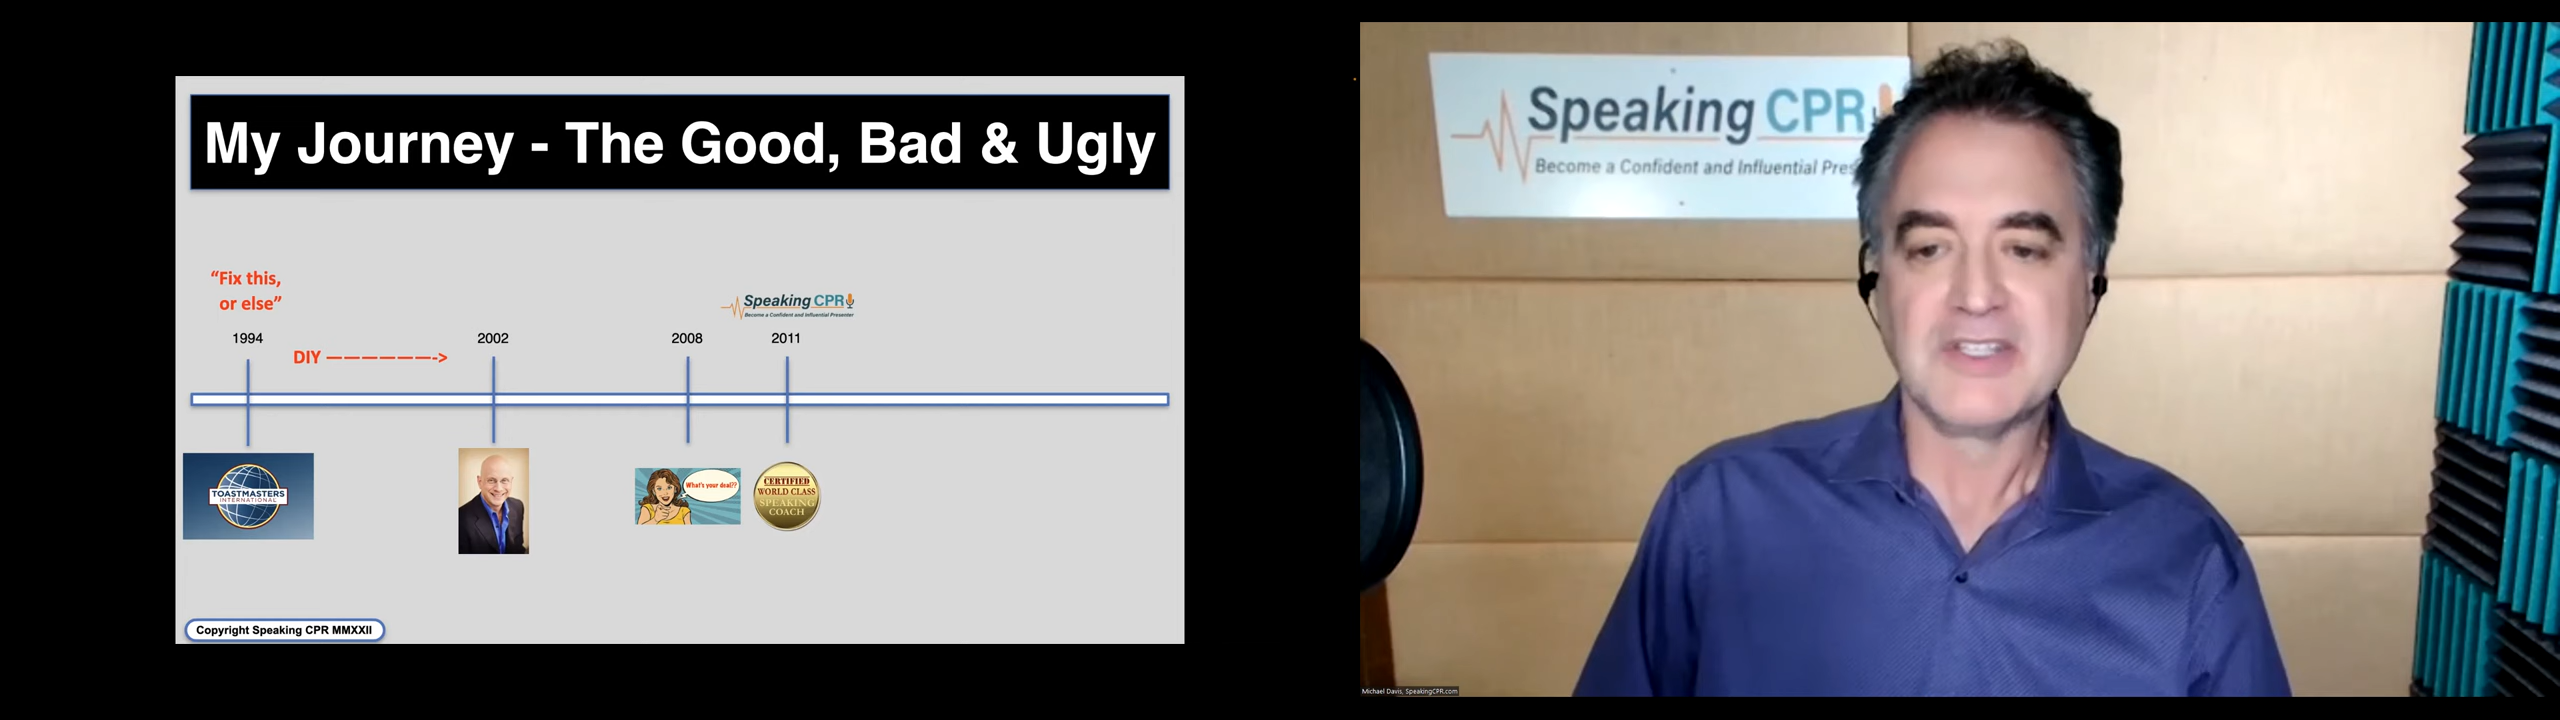 My Journey - The Good, Bad & Ugly
“Fix this,
or else”
1994
DIY ———————->
2002
2008
Speaking CPR
Become a Confident and Influential Presenter
2011
TOASTMASTERS
INTERNATIONAL
What's your deal??
CERTIFIED
WORLD CLASS
SPEAKING
COACH
Copyright Speaking CPR MMXXII
Speaking CPR
Become a Confident and Influential Pres
Michael Davis, SpeakingCPR.com